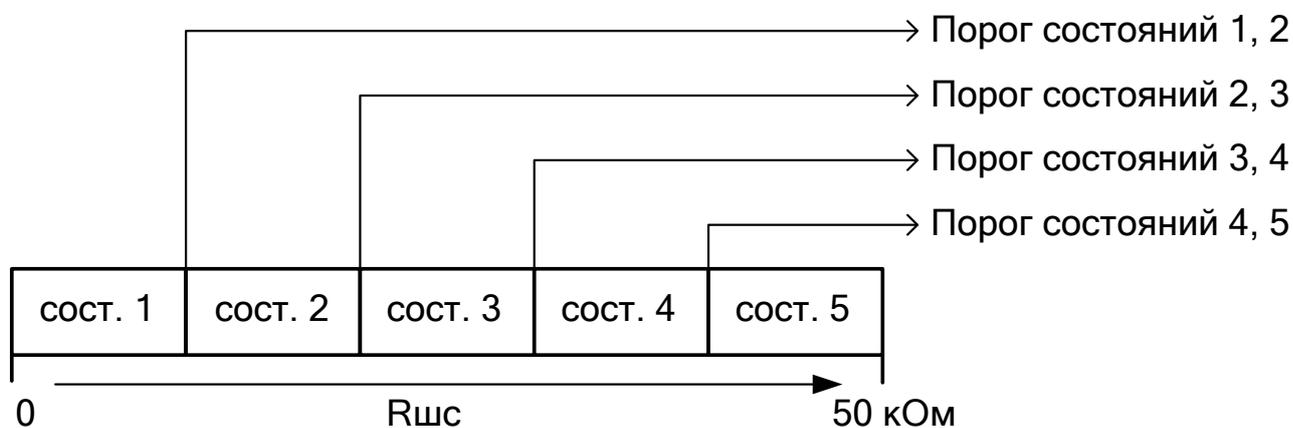 Порог состояний 1, 2
Порог состояний 2, 3
Порог состояний 3, 4
Порог состояний 4, 5
сост. 1 сост. 2 сост. 3 сост. 4 сост. 5
0 Rшс 50 кОм